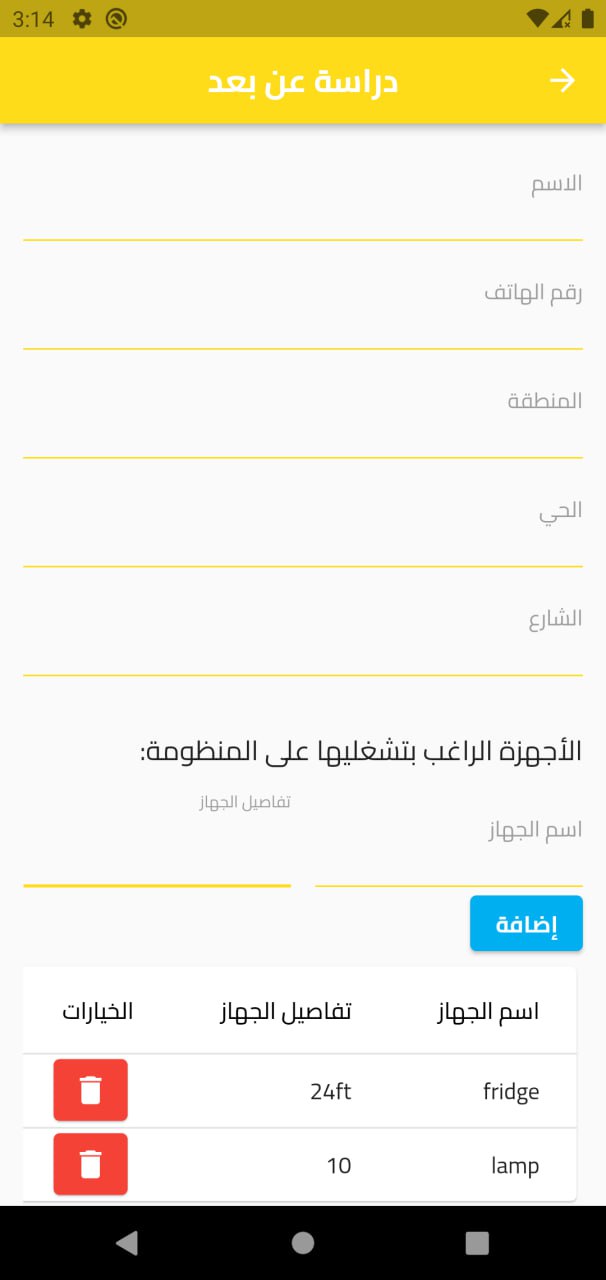 3:14
دراسة عن بعد
الاسم
رقم الهاتف
المنطقة
الحي
الشارع
الأجهزة الراغب بتشغليها على المنظومة:
اسم الجهاز تفاصيل الجهاز
إضافة
اسم الجهاز تفاصيل الجهاز الخيارات
fridge 24ft
lamp 10